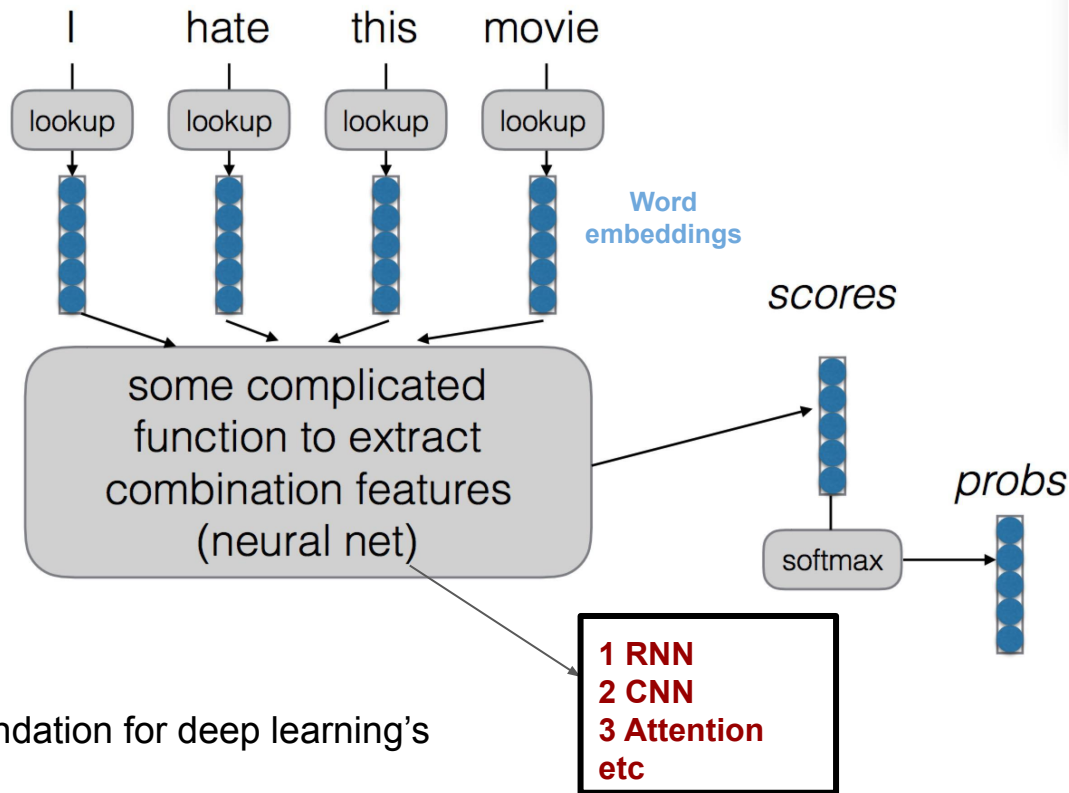 I hate this movie
lookup lookup lookup lookup
Word
embeddings
scores
some complicated
function to extract
combination features
(neural net)
probs
softmax
1 RNN
2 CNN
3 Attention
etc
for deep learning's